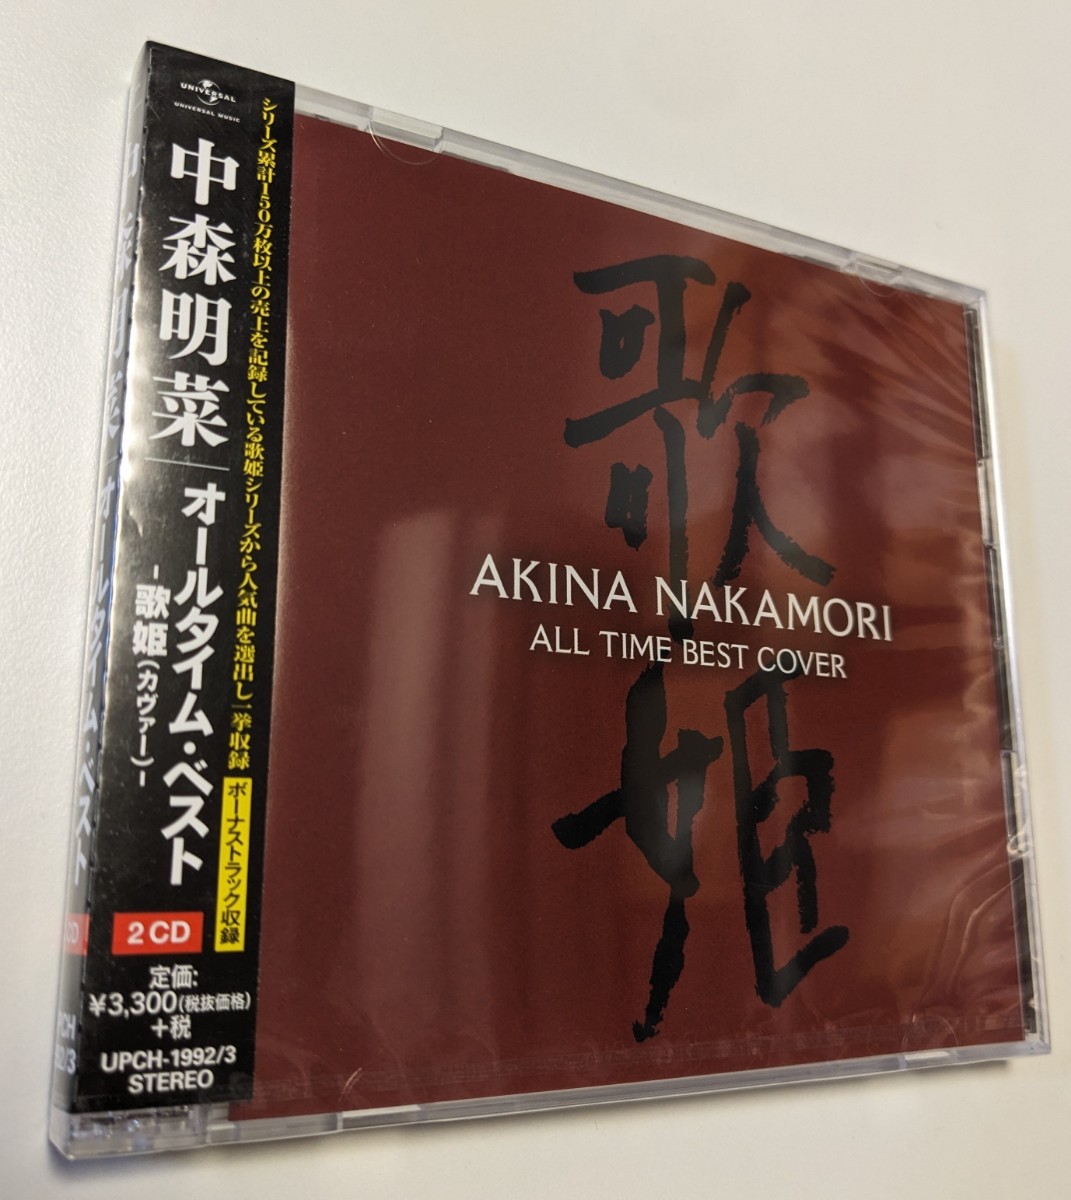 UNIVERSAL
UNIVERSAL MUSIC
シリーズ累計150万枚以上の売上を記録している歌姫シリーズから人気曲を選出し一挙収録
ボーナストラック収録
中森明菜
オールタイム・ベスト
-歌姫(カヴァー)-
2 CD
定価:
¥3,300(税抜価格)
+税
UPCH-1992/3
STEREO
歌姫
AKINA NAKAMORI
ALL TIME BEST COVER